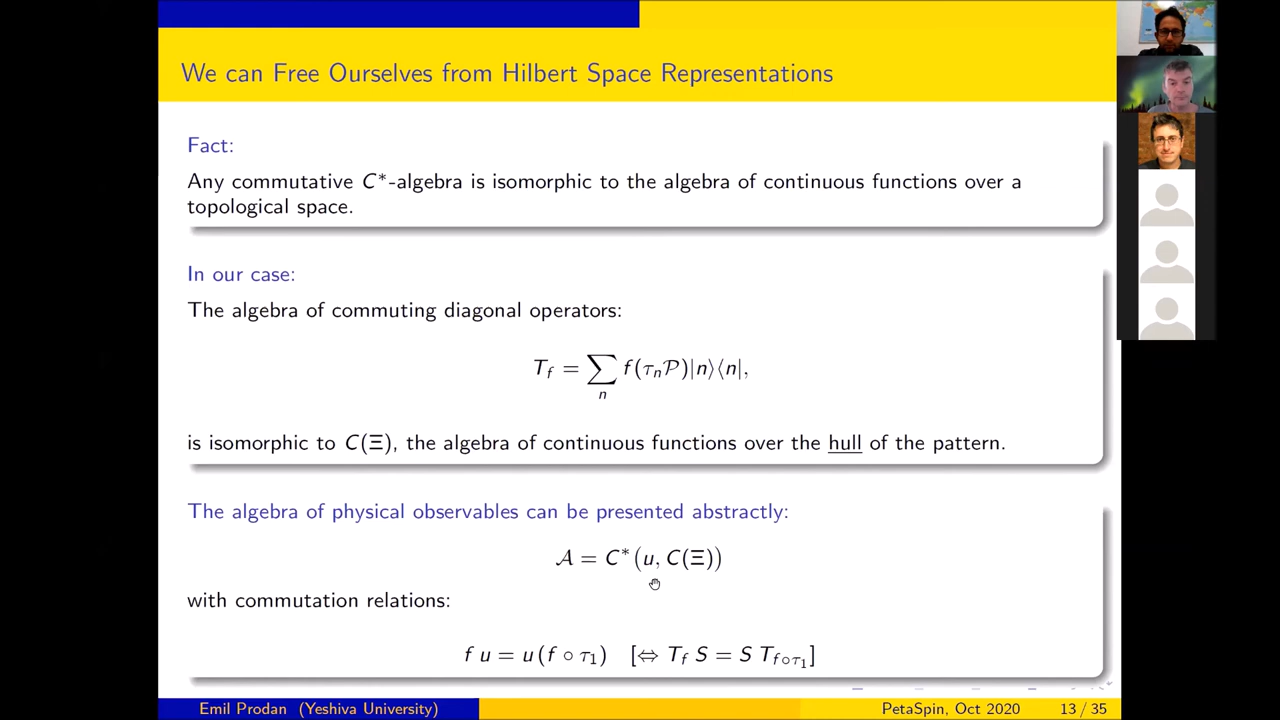 We can Free Ourselves from Hilbert Space Representations
Fact:
Any commutative C*-algebra is isomorphic to the algebra of continuous functions over a
topological space.
In our case:
The algebra of commuting diagonal operators:
T_f = ∑_n f(τ_n𝒫)|n⟩⟨n|,
is isomorphic to C(Ξ), the algebra of continuous functions over the hull of the pattern.
The algebra of physical observables can be presented abstractly:
𝒜 = C*(u, C(Ξ))
with commutation relations:
f u = u(f ∘ τ_1) [⇔ T_f S = S T_{f∘τ_1}]
Emil Prodan (Yeshiva University) PetaSpin, Oct 2020 13 / 35